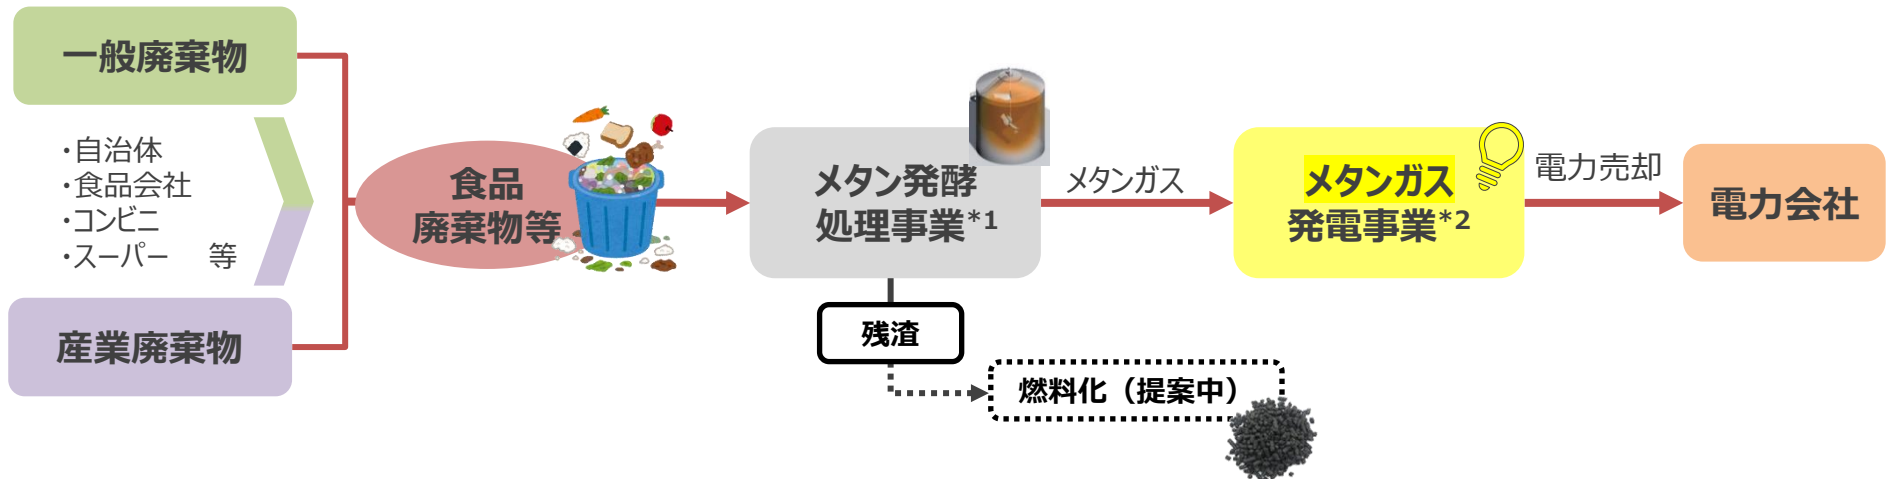 一般廃棄物
・自治体
・食品会社
・コンビニ
・スーパー　等
産業廃棄物
食品
廃棄物等
メタン発酵
処理事業*1
メタンガス
メタンガス
発電事業*2
電力売却
電力会社
残渣
燃料化（提案中）